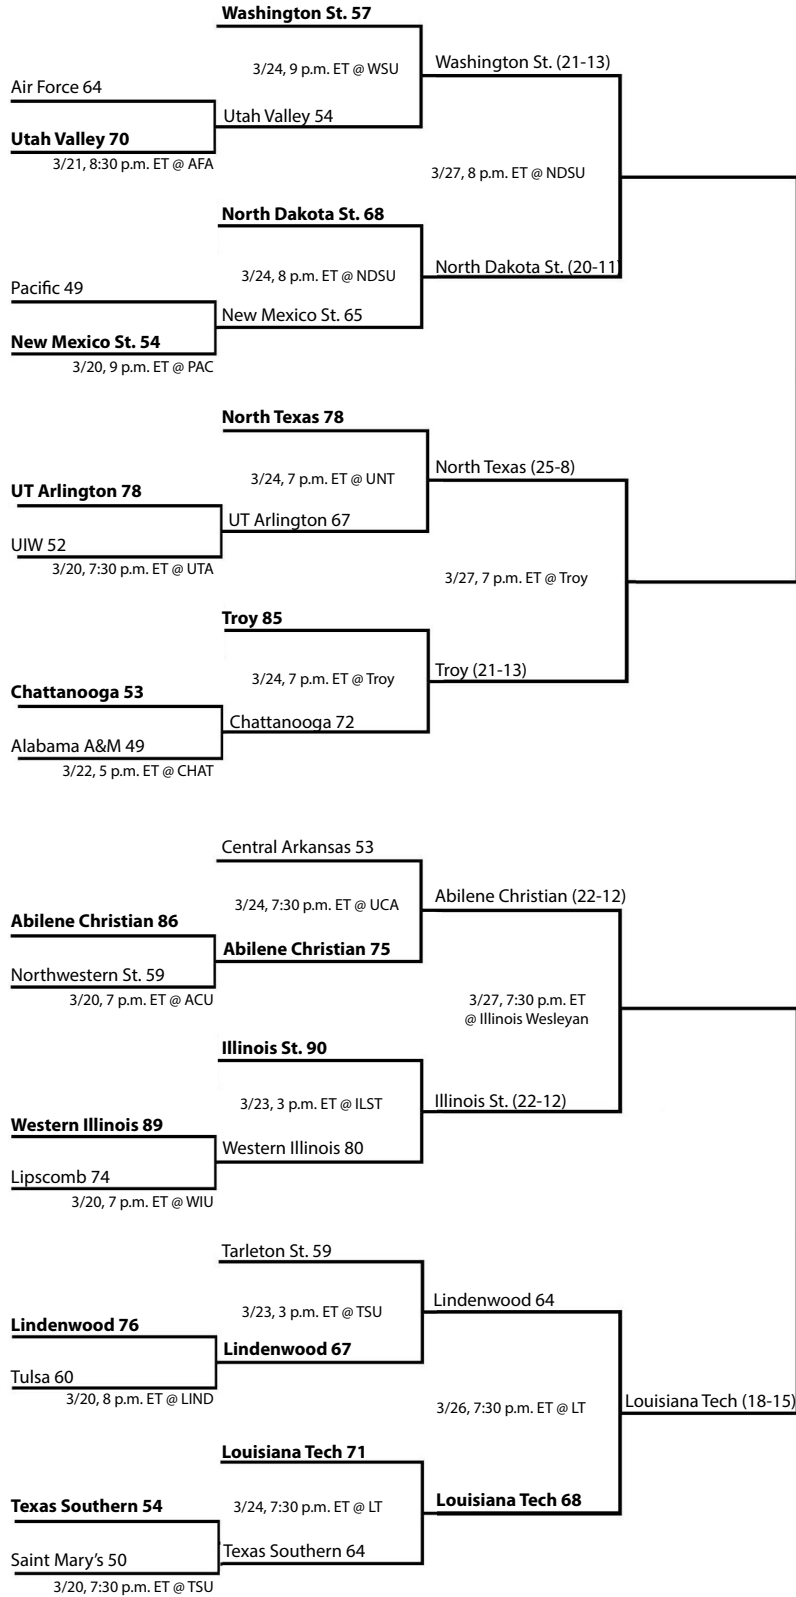 Washington St. 57
3/24, 9 p.m. ET @ WSU
Washington St. (21-13)
Air Force 64
Utah Valley 54
Utah Valley 70
3/21, 8:30 p.m. ET @ AFA
3/27, 8 p.m. ET @ NDSU
North Dakota St. 68
3/24, 8 p.m. ET @ NDSU
North Dakota St. (20-11)
Pacific 49
New Mexico St. 65
New Mexico St. 54
3/20, 9 p.m. ET @ PAC
North Texas 78
3/24, 7 p.m. ET @ UNT
North Texas (25-8)
UT Arlington 78
UT Arlington 67
UIW 52
3/20, 7:30 p.m. ET @ UTA
3/27, 7 p.m. ET @ Troy
Troy 85
3/24, 7 p.m. ET @ Troy
Troy (21-13)
Chattanooga 53
Chattanooga 72
Alabama A&M 49
3/22, 5 p.m. ET @ CHAT
Central Arkansas 53
3/24, 7:30 p.m. ET @ UCA
Abilene Christian (22-12)
Abilene Christian 86
Abilene Christian 75
Northwestern St. 59
3/20, 7 p.m. ET @ ACU
3/27, 7:30 p.m. ET
@ Illinois Wesleyan
Illinois St. 90
3/23, 3 p.m. ET @ ILST
Illinois St. (22-12)
Western Illinois 89
Western Illinois 80
Lipscomb 74
3/20, 7 p.m. ET @ WIU
Tarleton St. 59
3/23, 3 p.m. ET @ TSU
Lindenwood 64
Lindenwood 76
Lindenwood 67
Tulsa 60
3/20, 8 p.m. ET @ LIND
3/26, 7:30 p.m. ET @ LT
Louisiana Tech (18-15)
Louisiana Tech 71
3/24, 7:30 p.m. ET @ LT
Louisiana Tech 68
Texas Southern 54
Texas Southern 64
Saint Mary's 50
3/20, 7:30 p.m. ET @ TSU